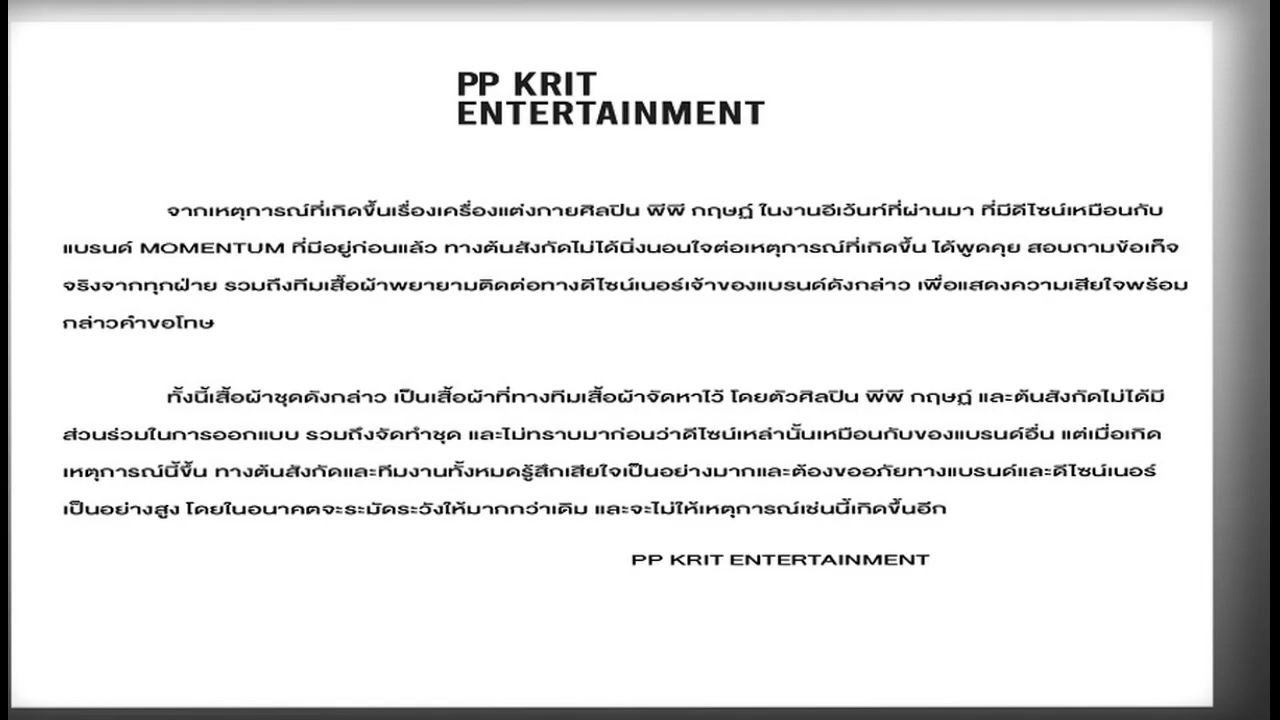 PP KRIT
ENTERTAINMENT
จากเหตุการณ์ที่เกิดขึ้นเรื่องเครื่องแต่งกายศิลปิน พีพี กฤษฏ์ ในงานอีเว้นท์ที่ผ่านมา ที่มีดีไซน์เหมือนกับ
แบรนด์ MOMENTUM ที่มีอยู่ก่อนแล้ว ทางต้นสังกัดไม่ได้นิ่งนอนใจต่อเหตุการณ์ที่เกิดขึ้น ได้พูดคุย สอบถามข้อเท็จ
จริงจากทุกฝ่าย รวมถึงทีมเสื้อผ้าพยายามติดต่อทางดีไซน์เนอร์เจ้าของแบรนด์ดังกล่าว เพื่อแสดงความเสียใจพร้อม
กล่าวคำขอโทษ
ทั้งนี้เสื้อผ้าชุดดังกล่าว เป็นเสื้อผ้าที่ทางทีมเสื้อผ้าจัดหาไว้ โดยตัวศิลปิน พีพี กฤษฏ์ และต้นสังกัดไม่ได้มี
ส่วนร่วมในการออกแบบ รวมถึงจัดทำชุด และไม่ทราบมาก่อนว่าดีไซน์เหล่านั้นเหมือนกับของแบรนด์อื่น แต่เมื่อเกิด
เหตุการณ์นี้ขึ้น ทางต้นสังกัดและทีมงานทั้งหมดรู้สึกเสียใจเป็นอย่างมากและต้องขออภัยทางแบรนด์และดีไซน์เนอร์
เป็นอย่างสูง โดยในอนาคตจะระมัดระวังให้มากกว่าเดิม และจะไม่ให้เหตุการณ์เช่นนี้เกิดขึ้นอีก
PP KRIT ENTERTAINMENT